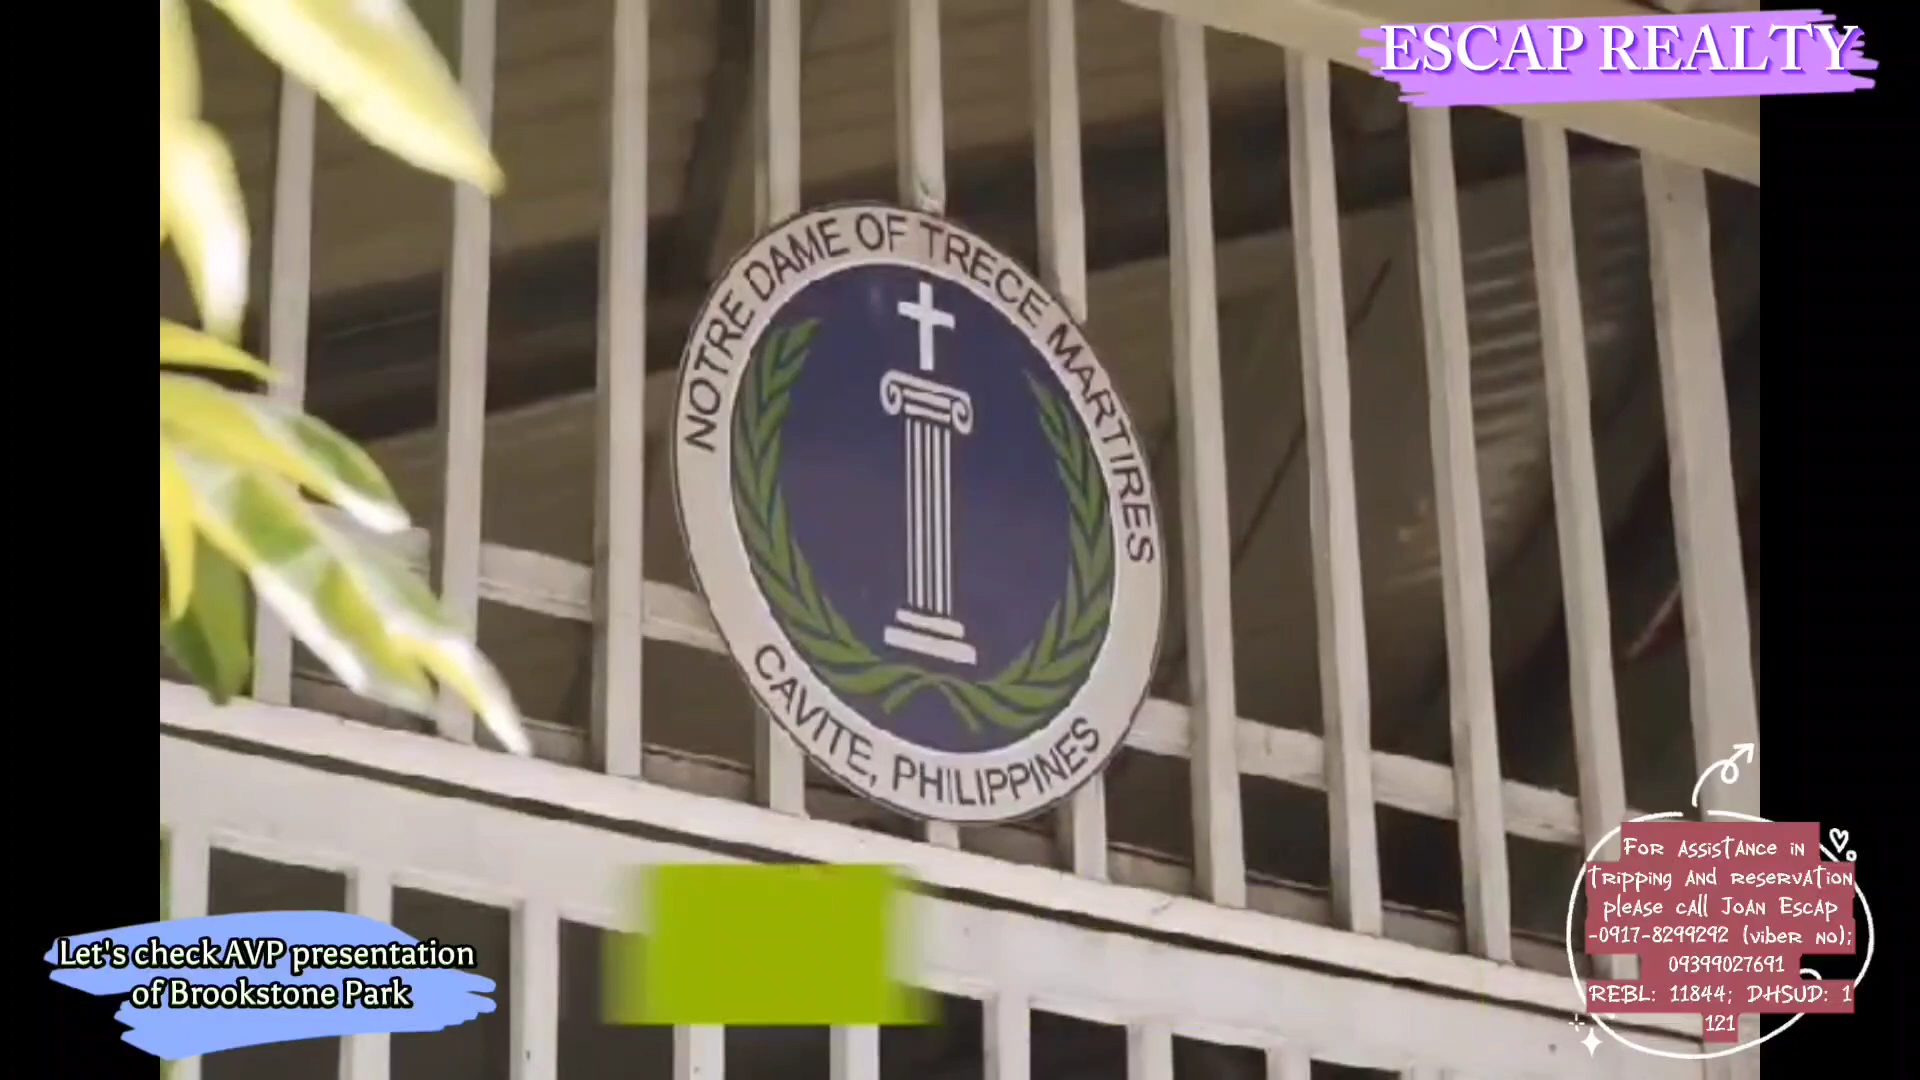 ESCAP REALTY
NOTRE DAME OF TRECE MARTIRES
CAVITE, PHILIPPINES
Let's check AVP presentation
of Brookstone Park
For Assistance in
tripping and reservation
please call Joan Escap
-0917-8299292 (viber no);
09399027691
REBL: 11844; DHSUD: 1
121